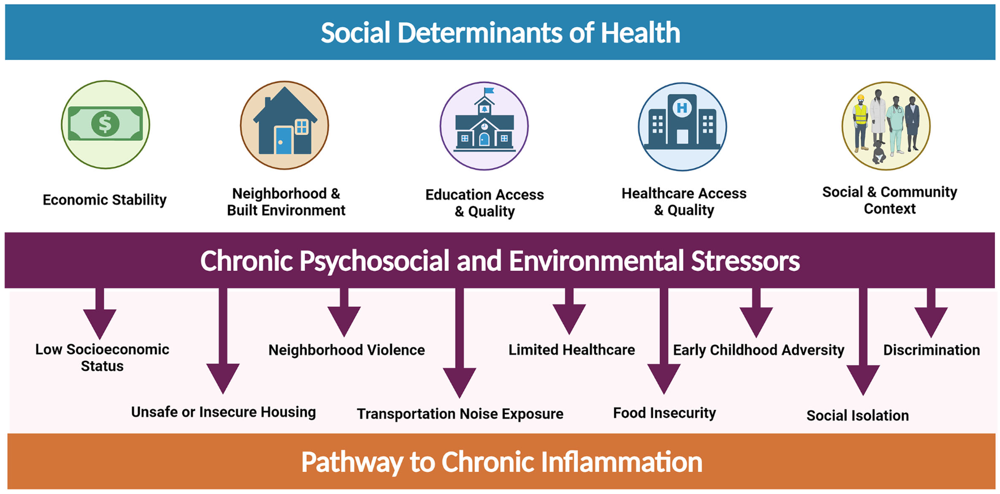 Social Determinants of Health
$
H
Economic Stability
Neighborhood &
Built Environment
Education Access
& Quality
Healthcare Access
& Quality
Social & Community
Context
Chronic Psychosocial and Environmental Stressors
Low Socioeconomic
Status
Neighborhood Violence
Limited Healthcare
Early Childhood Adversity
Discrimination
Unsafe or Insecure Housing
Transportation Noise Exposure
Food Insecurity
Social Isolation
Pathway to Chronic Inflammation